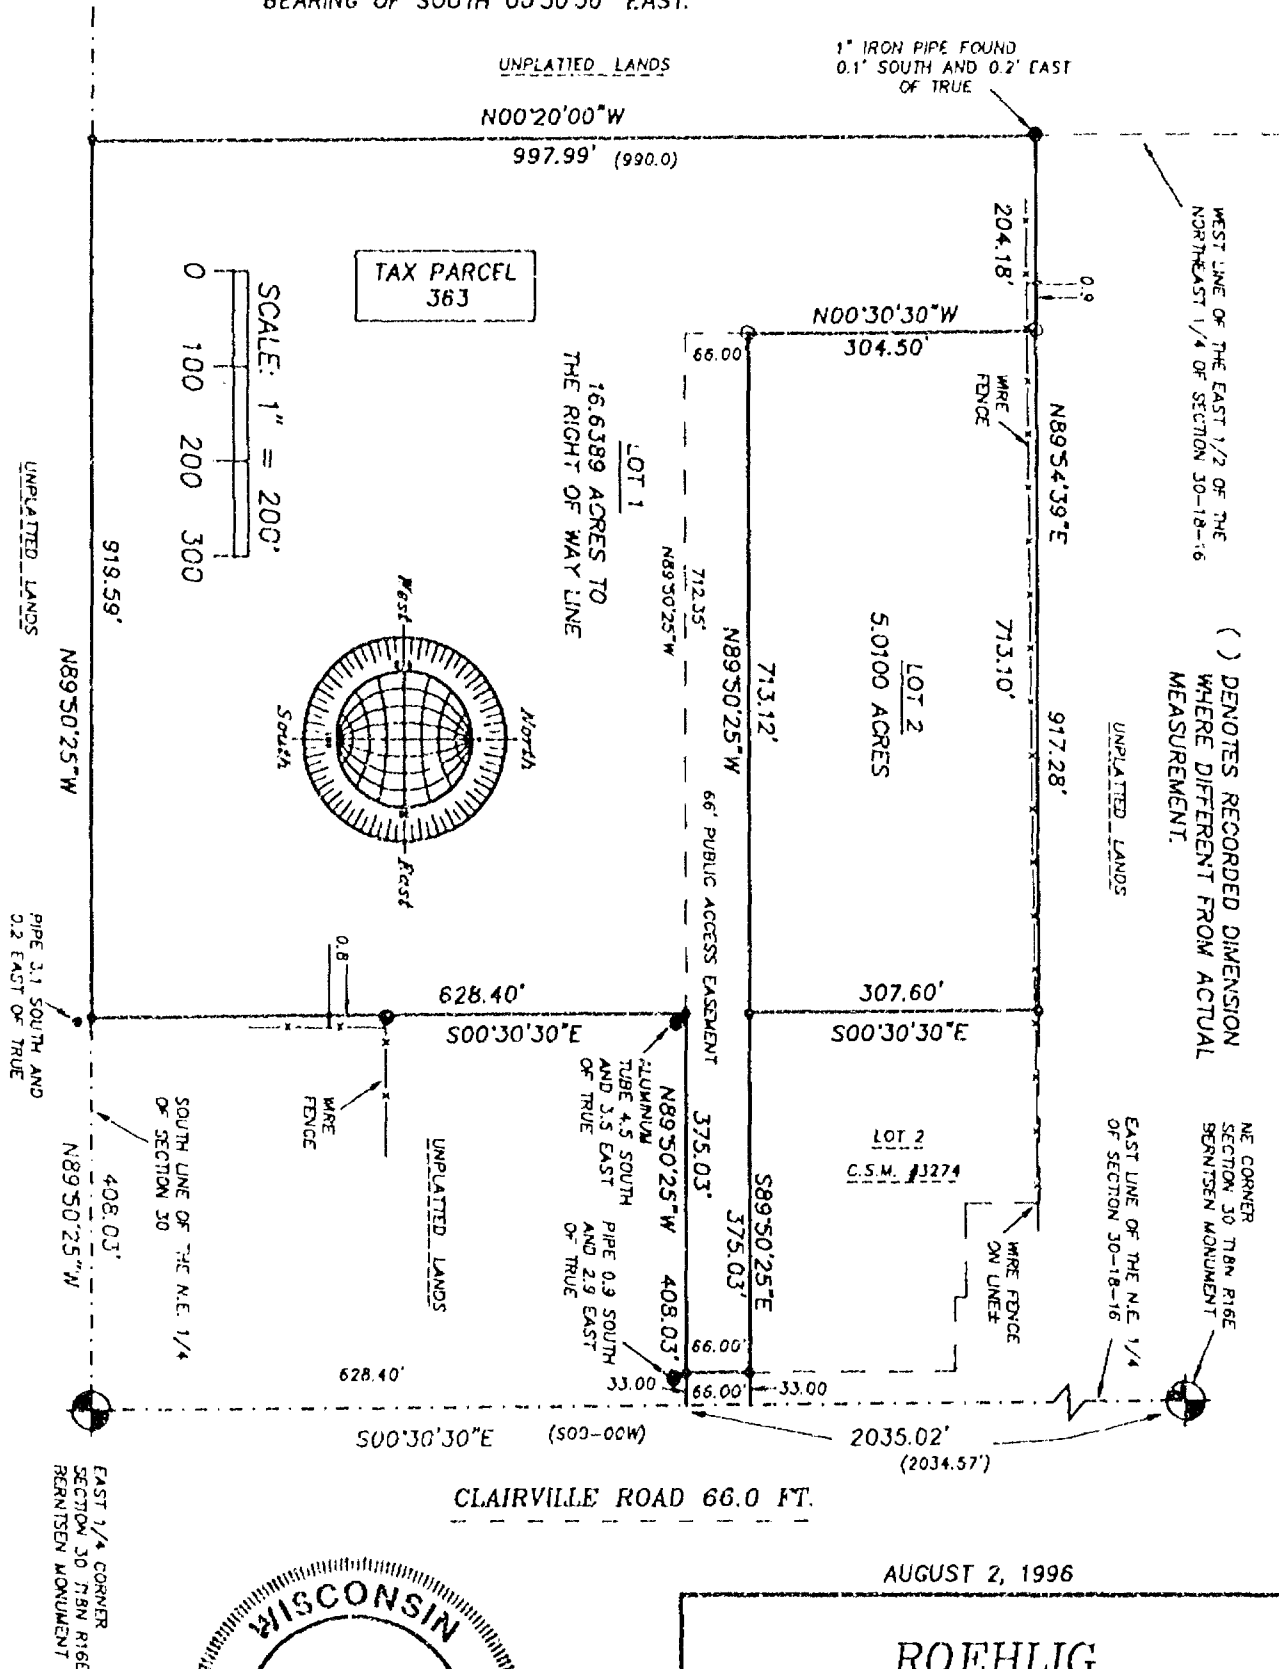 BEARING OF SOUTH 00°30'30" EAST.
UNPLATTED LANDS
1" IRON PIPE FOUND
0.1' SOUTH AND 0.2' EAST
OF TRUE
N00°20'00"W
997.99' (990.0)
WEST LINE OF THE EAST 1/2 OF THE
NORTHEAST 1/4 OF SECTION 30-18-16
204.18'
0.9
TAX PARCEL
363
N00°30'30"W
304.50'
66.00
SCALE: 1" = 200'
0 100 200 300
WIRE
FENCE
N89°54'39"E
LOT 1
16.6389 ACRES TO
THE RIGHT OF WAY LINE
712.35'
N89°50'25"W
713.12'
N89°50'25"W
LOT 2
5.0100 ACRES
713.10'
917.28'
UNPLATTED LANDS
( ) DENOTES RECORDED DIMENSION
WHERE DIFFERENT FROM ACTUAL
MEASUREMENT.
UNPLATTED LANDS
919.59'
N89°50'25"W
West
North
South
East
66' PUBLIC ACCESS EASEMENT
PIPE 3.1 SOUTH AND
0.2 EAST OF TRUE
0.8
628.40'
S00°30'30"E
307.60'
S00°30'30"E
ALUMINUM
TUBE 4.5 SOUTH
AND 3.5 EAST
OF TRUE
WIRE
FENCE
SOUTH LINE OF THE N.E. 1/4
OF SECTION 30
408.03'
N89°50'25"W
UNPLATTED LANDS
N89°50'25"W 408.03'
375.03'
S89°50'25"E
375.03'
LOT 2
C.S.M. #3274
EAST LINE OF THE N.E. 1/4
OF SECTION 30-18-16
NE CORNER
SECTION 30 T18N R16E
BERNTSEN MONUMENT
WIRE FENCE
ON LINE±
PIPE 0.9 SOUTH
AND 2.9 EAST
OF TRUE
66.00'
628.40'
33.00
66.00'
33.00
S00°30'30"E (S00-00W)
2035.02'
(2034.57')
CLAIRVILLE ROAD 66.0 FT.
EAST 1/4 CORNER
SECTION 30 T18N R16E
BERNTSEN MONUMENT
AUGUST 2, 1996
WISCONSIN
ROEHLIG